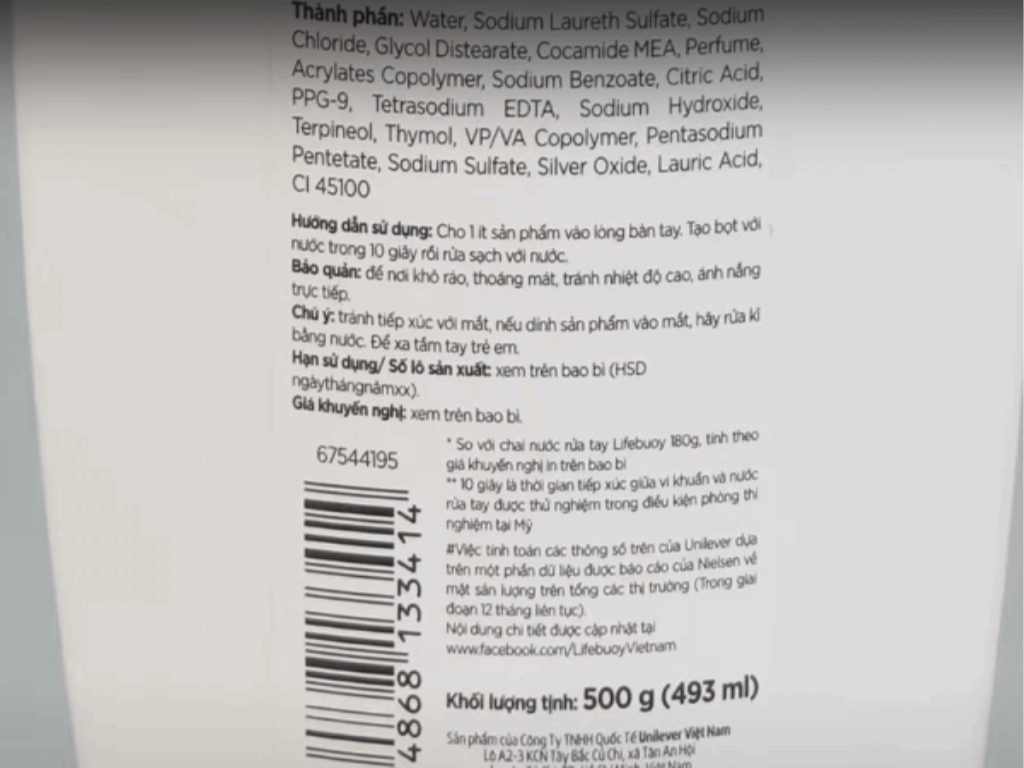 Thành phần: Water, Sodium Laureth Sulfate, Sodium
Chloride, Glycol Distearate, Cocamide MEA, Perfume,
Acrylates Copolymer, Sodium Benzoate, Citric Acid,
PPG-9, Tetrasodium EDTA, Sodium Hydroxide,
Terpineol, Thymol, VP/VA Copolymer, Pentasodium
Pentetate, Sodium Sulfate, Silver Oxide, Lauric Acid,
CI 45100
Hướng dẫn sử dụng: Cho 1 ít sản phẩm vào lòng bàn tay. Tạo bọt với
nước trong 10 giây rồi rửa sạch với nước.
Bảo quản: để nơi khô ráo, thoáng mát, tránh nhiệt độ cao, ánh nắng
trực tiếp.
Chú ý: tránh tiếp xúc với mắt, nếu dính sản phẩm vào mắt, hãy rửa kĩ
bằng nước. Để xa tầm tay trẻ em.
Hạn sử dụng/ Số lô sản xuất: xem trên bao bì (HSD
ngàythángnămxx).
Giá khuyến nghị: xem trên bao bì.
67544195
* So với chai nước rửa tay Lifebuoy 180g, tính theo
giá khuyến nghị in trên bao bì
** 10 giây là thời gian tiếp xúc giữa vi khuẩn và nước
rửa tay được thử nghiệm trong điều kiện phòng thí
nghiệm tại Mỹ
#Việc tính toán các thông số trên của Unilever dựa
trên một phần dữ liệu được báo cáo của Nielsen về
mặt sản lượng trên tổng các thị trường (Trong giai
đoạn 12 tháng liên tục).
Nội dung chi tiết được cập nhật tại
www.facebook.com/LifebuoyVietnam
4868133414
Khối lượng tịnh: 500 g (493 ml)
Sản phẩm của Công Ty TNHH Quốc Tế Unilever Việt Nam
Lô A2-3 KCN Tây Bắc Củ Chi, xã Tân An Hội